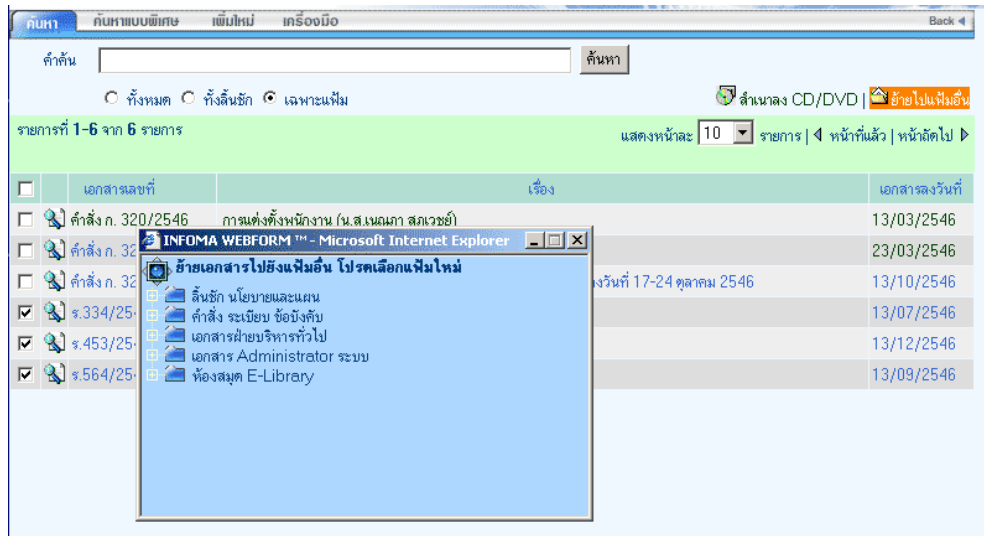 ค้นหา ค้นหาแบบพิเศษ เพิ่มใหม่ เครื่องมือ Back
คำค้น ค้นหา
ทั้งหมด ทั้งลิ้นชัก เฉพาะแฟ้ม สำเนาลง CD/DVD | ย้ายไปแฟ้มอื่น
รายการที่ 1-6 จาก 6 รายการ แสดงหน้าละ 10 รายการ | หน้าที่แล้ว | หน้าถัดไป
เอกสารเลขที่ เรื่อง เอกสารลงวันที่
คำสั่ง ก. 320/2546 การแต่งตั้งพนักงาน (น.ส.เนณภา สภเวชย์) 13/03/2546
คำสั่ง ก. 32 23/03/2546
คำสั่ง ก. 32 งวันที่ 17-24 ตุลาคม 2546 13/10/2546
ร.334/25 13/07/2546
ร.453/25 13/12/2546
ร.564/25 13/09/2546
INFOMA WEBFORM ™ - Microsoft Internet Explorer
ย้ายเอกสารไปยังแฟ้มอื่น โปรดเลือกแฟ้มใหม่
ลิ้นชัก นโยบายและแผน
คำสั่ง ระเบียบ ข้อบังคับ
เอกสารฝ่ายบริหารทั่วไป
เอกสาร Administrator ระบบ
ห้องสมุด E-Library